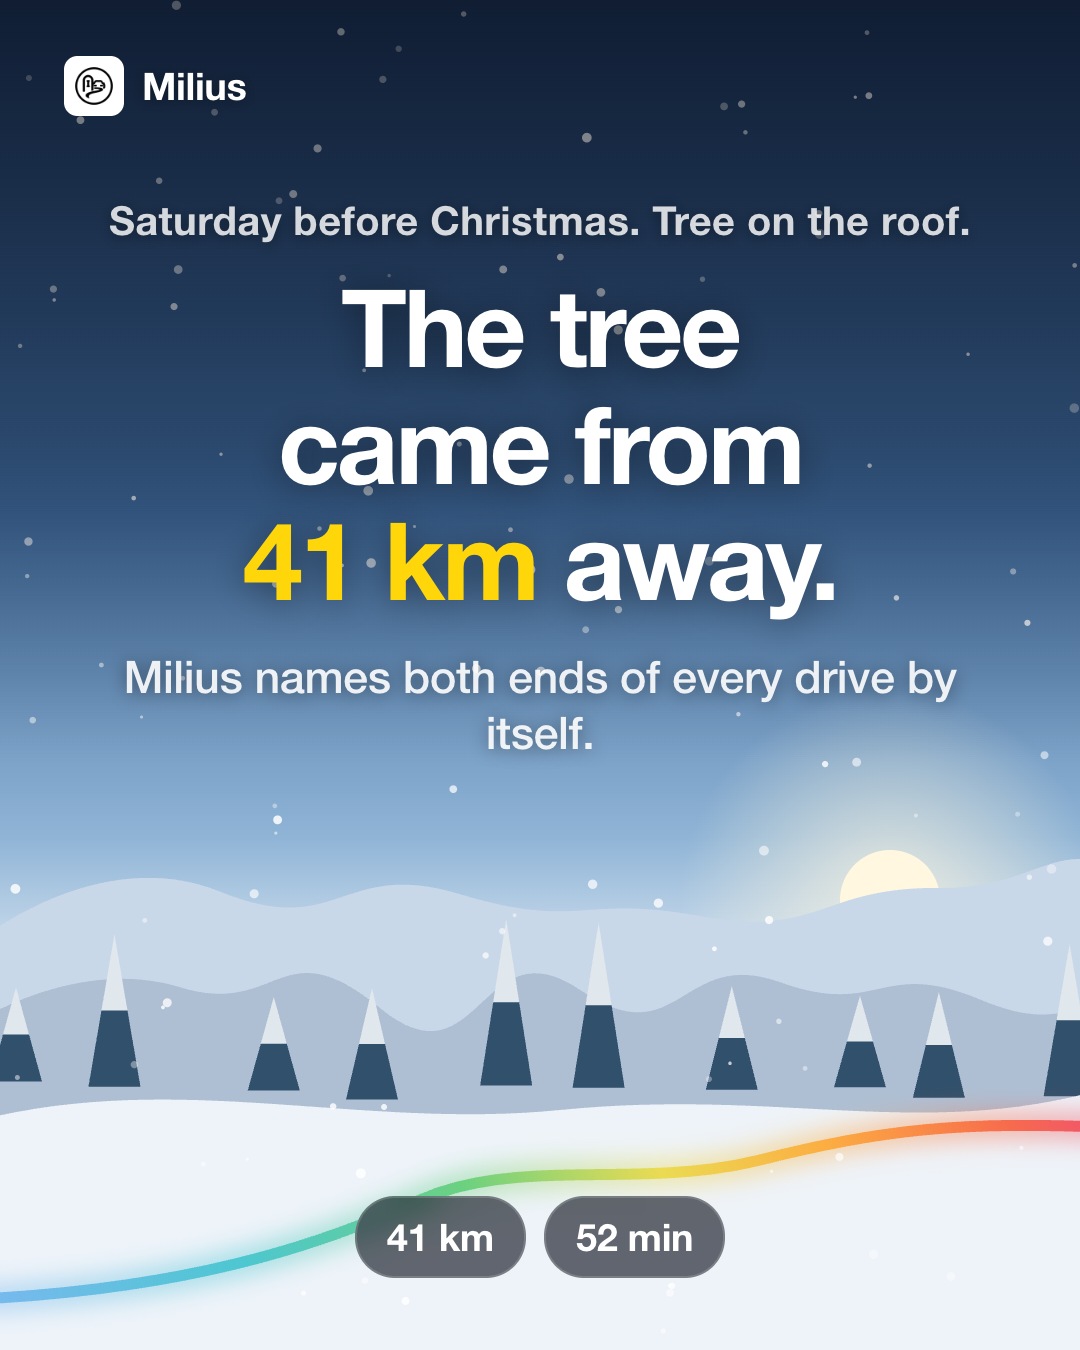 Milius
Saturday before Christmas. Tree on the roof.
The tree
came from
41 km away.
Milius names both ends of every drive by
itself.
41 km
52 min